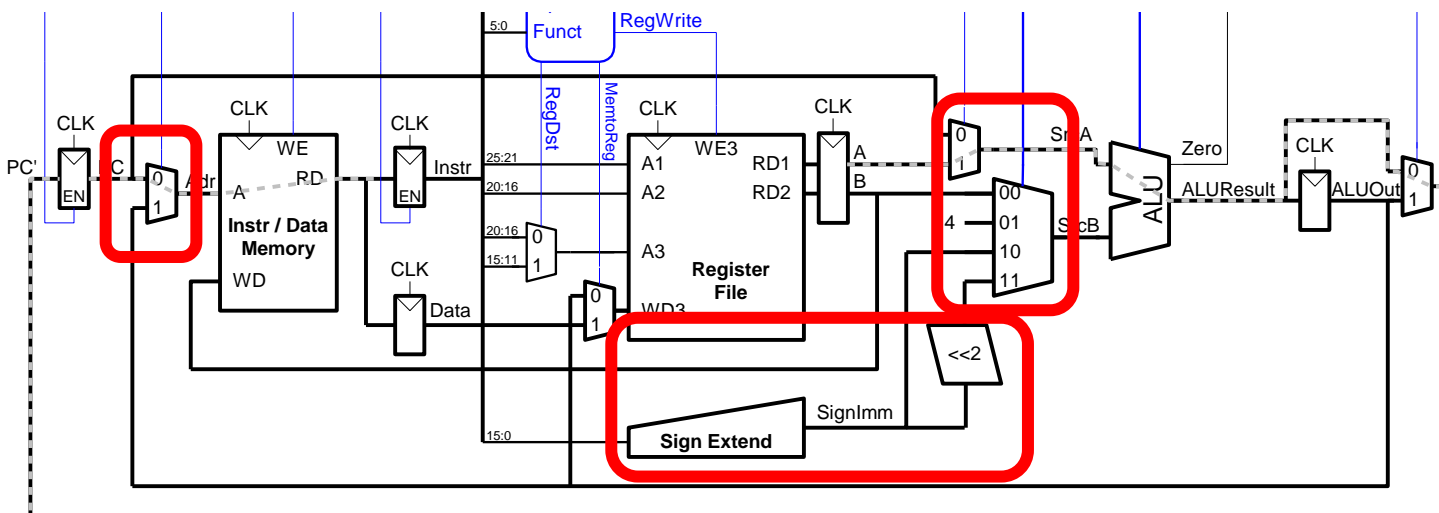 5:0
Funct
RegWrite
RegDst
MemtoReg
CLK
CLK
CLK
CLK
CLK
CLK
CLK
PC'
EN
PC
0
1
Adr
WE
A
RD
Instr / Data
Memory
WD
EN
Instr
Data
25:21
20:16
20:16
15:11
0
1
0
1
A1
A2
A3
WD3
WE3
RD1
RD2
Register
File
A
B
0
1
SrcA
4
00
01
10
11
SrcB
<<2
ALU
Zero
ALUResult
ALUOut
0
1
15:0
Sign Extend
SignImm